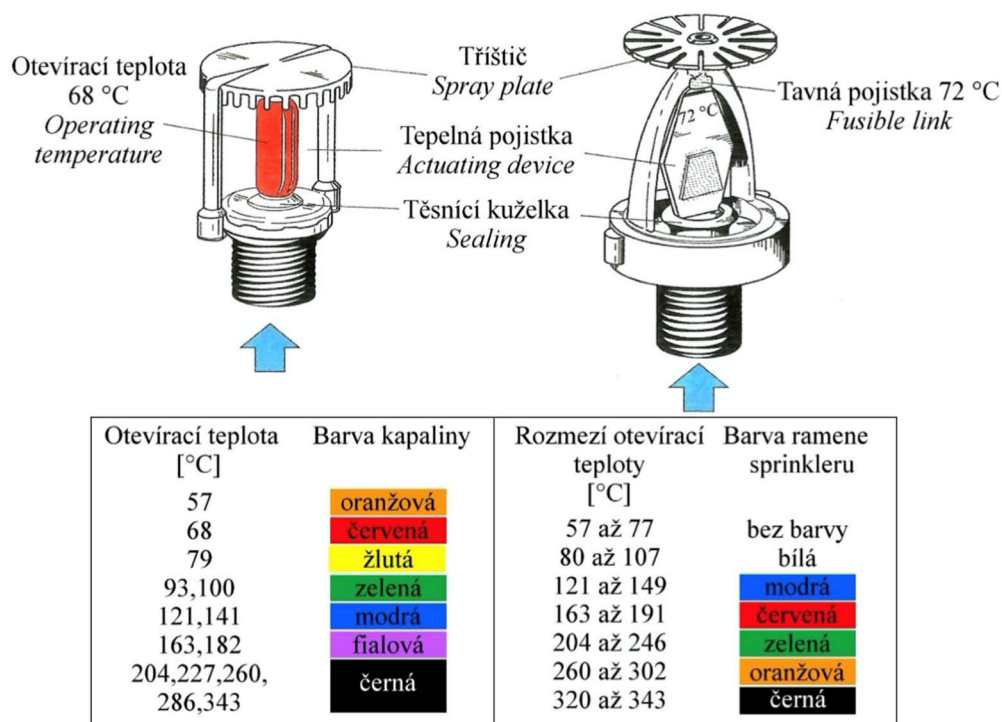 Otevírací teplota
68 °C
Operating
temperature
Tříštič
Spray plate
Tepelná pojistka
Actuating device
Těsnící kuželka
Sealing
Tavná pojistka 72 °C
Fusible link
72 °C
Otevírací teplota
[°C]
Barva kapaliny
57 oranžová
68 červená
79 žlutá
93,100 zelená
121,141 modrá
163,182 fialová
204,227,260,
286,343
černá
Rozmezí otevírací
teploty
[°C]
Barva ramene
sprinkleru
57 až 77 bez barvy
80 až 107 bílá
121 až 149 modrá
163 až 191 červená
204 až 246 zelená
260 až 302 oranžová
320 až 343 černá